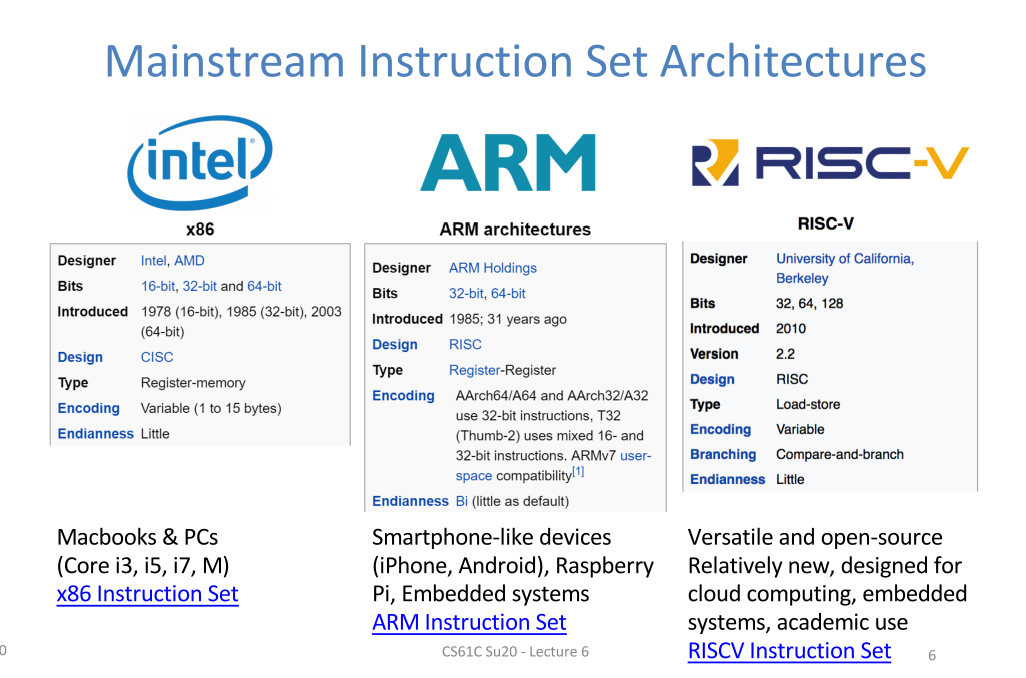 Mainstream Instruction Set Architectures
intel®
x86
Designer Intel, AMD
Bits 16-bit, 32-bit and 64-bit
Introduced 1978 (16-bit), 1985 (32-bit), 2003
(64-bit)
Design CISC
Type Register-memory
Encoding Variable (1 to 15 bytes)
Endianness Little
Macbooks & PCs
(Core i3, i5, i7, M)
x86 Instruction Set
ARM
ARM architectures
Designer ARM Holdings
Bits 32-bit, 64-bit
Introduced 1985; 31 years ago
Design RISC
Type Register-Register
Encoding AArch64/A64 and AArch32/A32
use 32-bit instructions, T32
(Thumb-2) uses mixed 16- and
32-bit instructions. ARMv7 user-
space compatibility[1]
Endianness Bi (little as default)
Smartphone-like devices
(iPhone, Android), Raspberry
Pi, Embedded systems
ARM Instruction Set
RISC-V
RISC-V
Designer University of California,
Berkeley
Bits 32, 64, 128
Introduced 2010
Version 2.2
Design RISC
Type Load-store
Encoding Variable
Branching Compare-and-branch
Endianness Little
Versatile and open-source
Relatively new, designed for
cloud computing, embedded
systems, academic use
RISCV Instruction Set
0
CS61C Su20 - Lecture 6
6